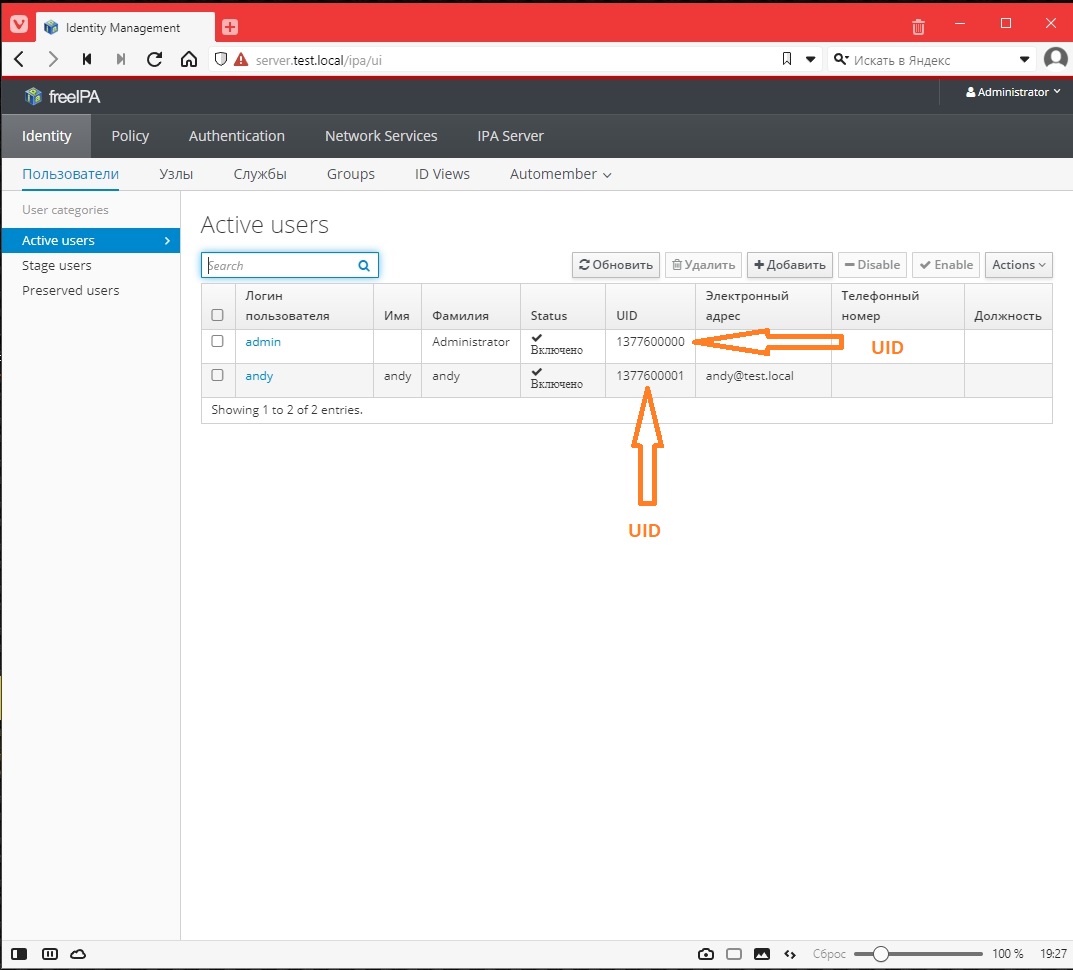 Identity Management
server.test.local/ipa/ui
Искать в Яндекс
freeIPA
Administrator
Identity Policy Authentication Network Services IPA Server
Пользователи Узлы Службы Groups ID Views Automember
User categories
Active users
Stage users
Preserved users
Active users
Search
Обновить Удалить Добавить Disable Enable Actions
Логин пользователя Имя Фамилия Status UID Электронный адрес Телефонный номер Должность
admin Administrator Включено 1377600000
UID
andy andy andy Включено 1377600001 andy@test.local
Showing 1 to 2 of 2 entries.
UID
Сброс 100 % 19:27